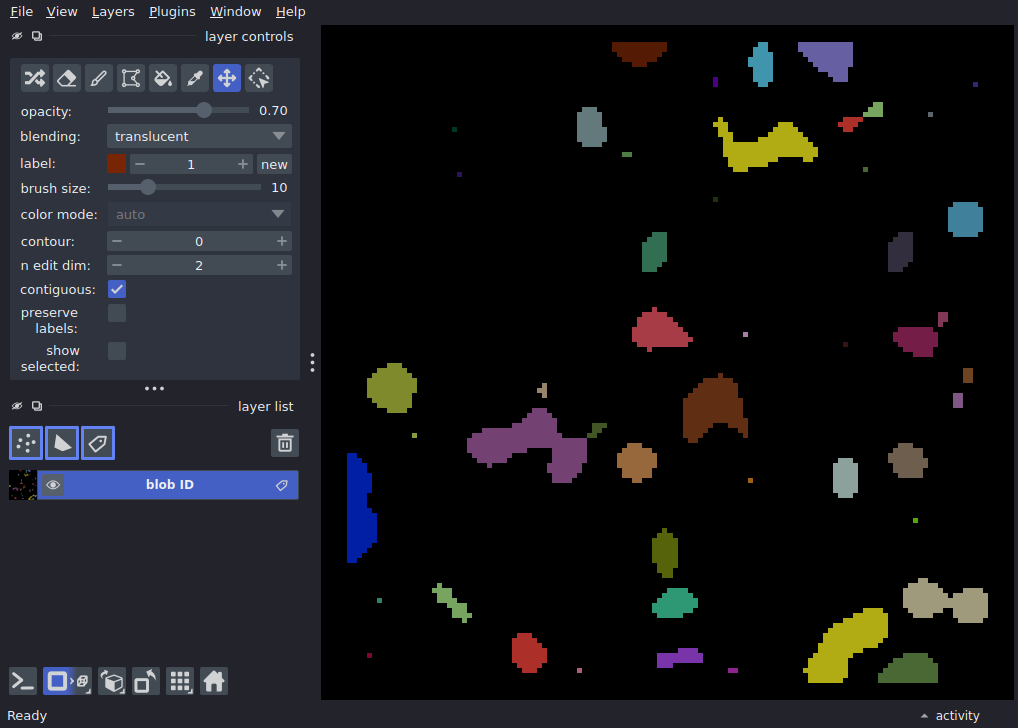 File View Layers Plugins Window Help
layer controls
opacity: 0.70
blending: translucent
label: 1 new
brush size: 10
color mode: auto
contour: 0
n edit dim: 2
contiguous:
preserve
labels:
show
selected:
layer list
blob ID
Ready activity